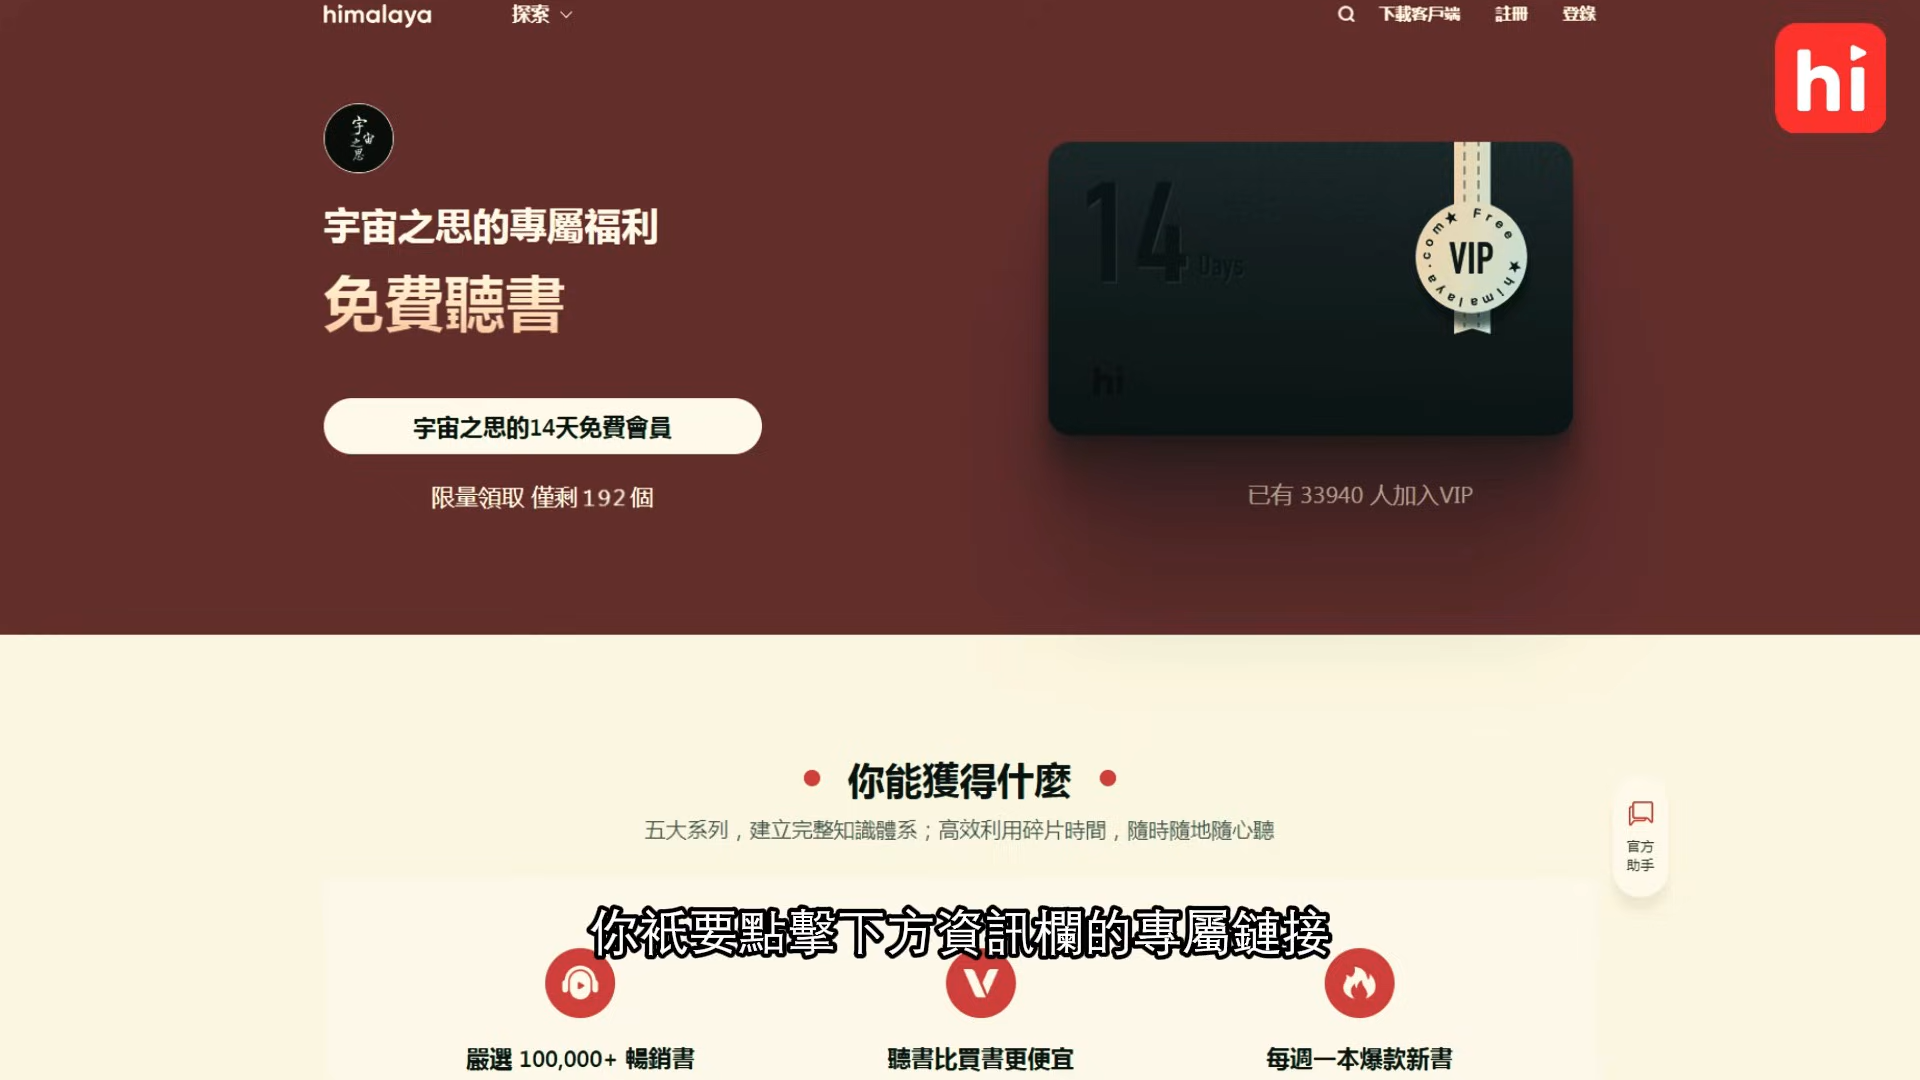 himalaya 探索 下載客戶端 註冊 登錄
hi
宇宙之思
宇宙之思的專屬福利
免費聽書
宇宙之思的14天免費會員
限量領取 僅剩192個
14 Days
VIP
Free ★ himalaya.com ★
hi
已有 33940 人加入VIP
你能獲得什麼
五大系列，建立完整知識體系；高效利用碎片時間，隨時隨地隨心聽
官方
助手
你衹要點擊下方資訊欄的專屬鏈接
嚴選 100,000+ 暢銷書
聽書比買書更便宜
每週一本爆款新書